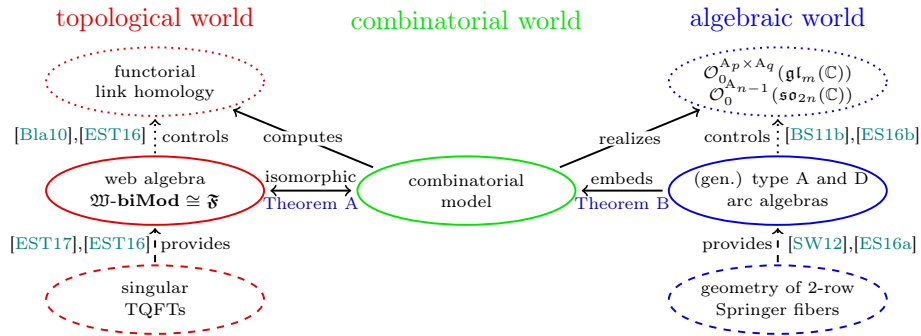 topological world
combinatorial world
algebraic world
functorial
link homology
𝒪₀^{A_p×A_q}(𝔤𝔩_m(ℂ))
𝒪₀^{A_{n−1}}(𝔰𝔬_{2n}(ℂ))
[Bla10],[EST16]
controls
computes
realizes
controls
[BS11b],[ES16b]
web algebra
𝔚-biMod ≅ 𝕱
isomorphic
Theorem A
combinatorial
model
embeds
Theorem B
(gen.) type A and D
arc algebras
[EST17],[EST16]
provides
provides
[SW12],[ES16a]
singular
TQFTs
geometry of 2-row
Springer fibers